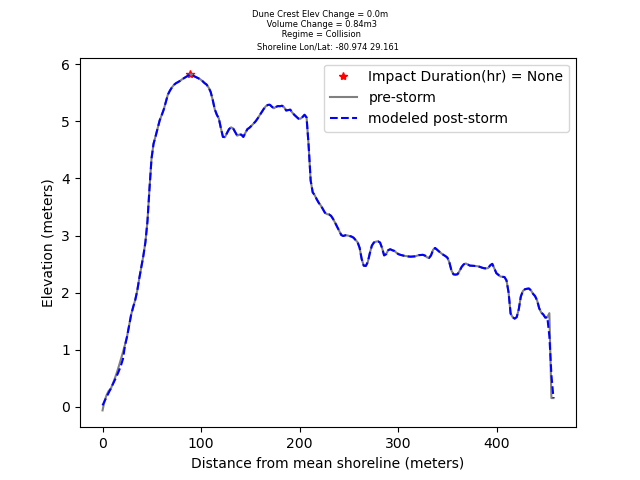 Dune Crest Elev Change = 0.0m
Volume Change = 0.84m3
Regime = Collision
Shoreline Lon/Lat: -80.974 29.161
Impact Duration(hr) = None
pre-storm
modeled post-storm
Elevation (meters)
6
5
4
3
2
1
0
0 100 200 300 400
Distance from mean shoreline (meters)